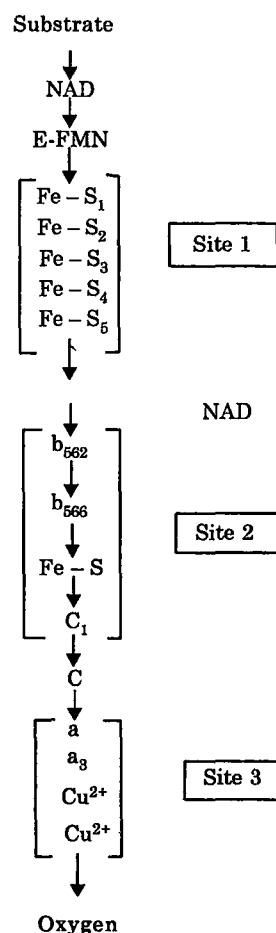 Substrate
NAD
E-FMN
Fe – S₁
Fe – S₂
Site 1
Fe – S₃
Fe – S₄
Fe – S₅
NAD
b₅₆₂
b₅₆₆
Site 2
Fe – S
C₁
C
a
a₃
Site 3
Cu²⁺
Cu²⁺
Oxygen